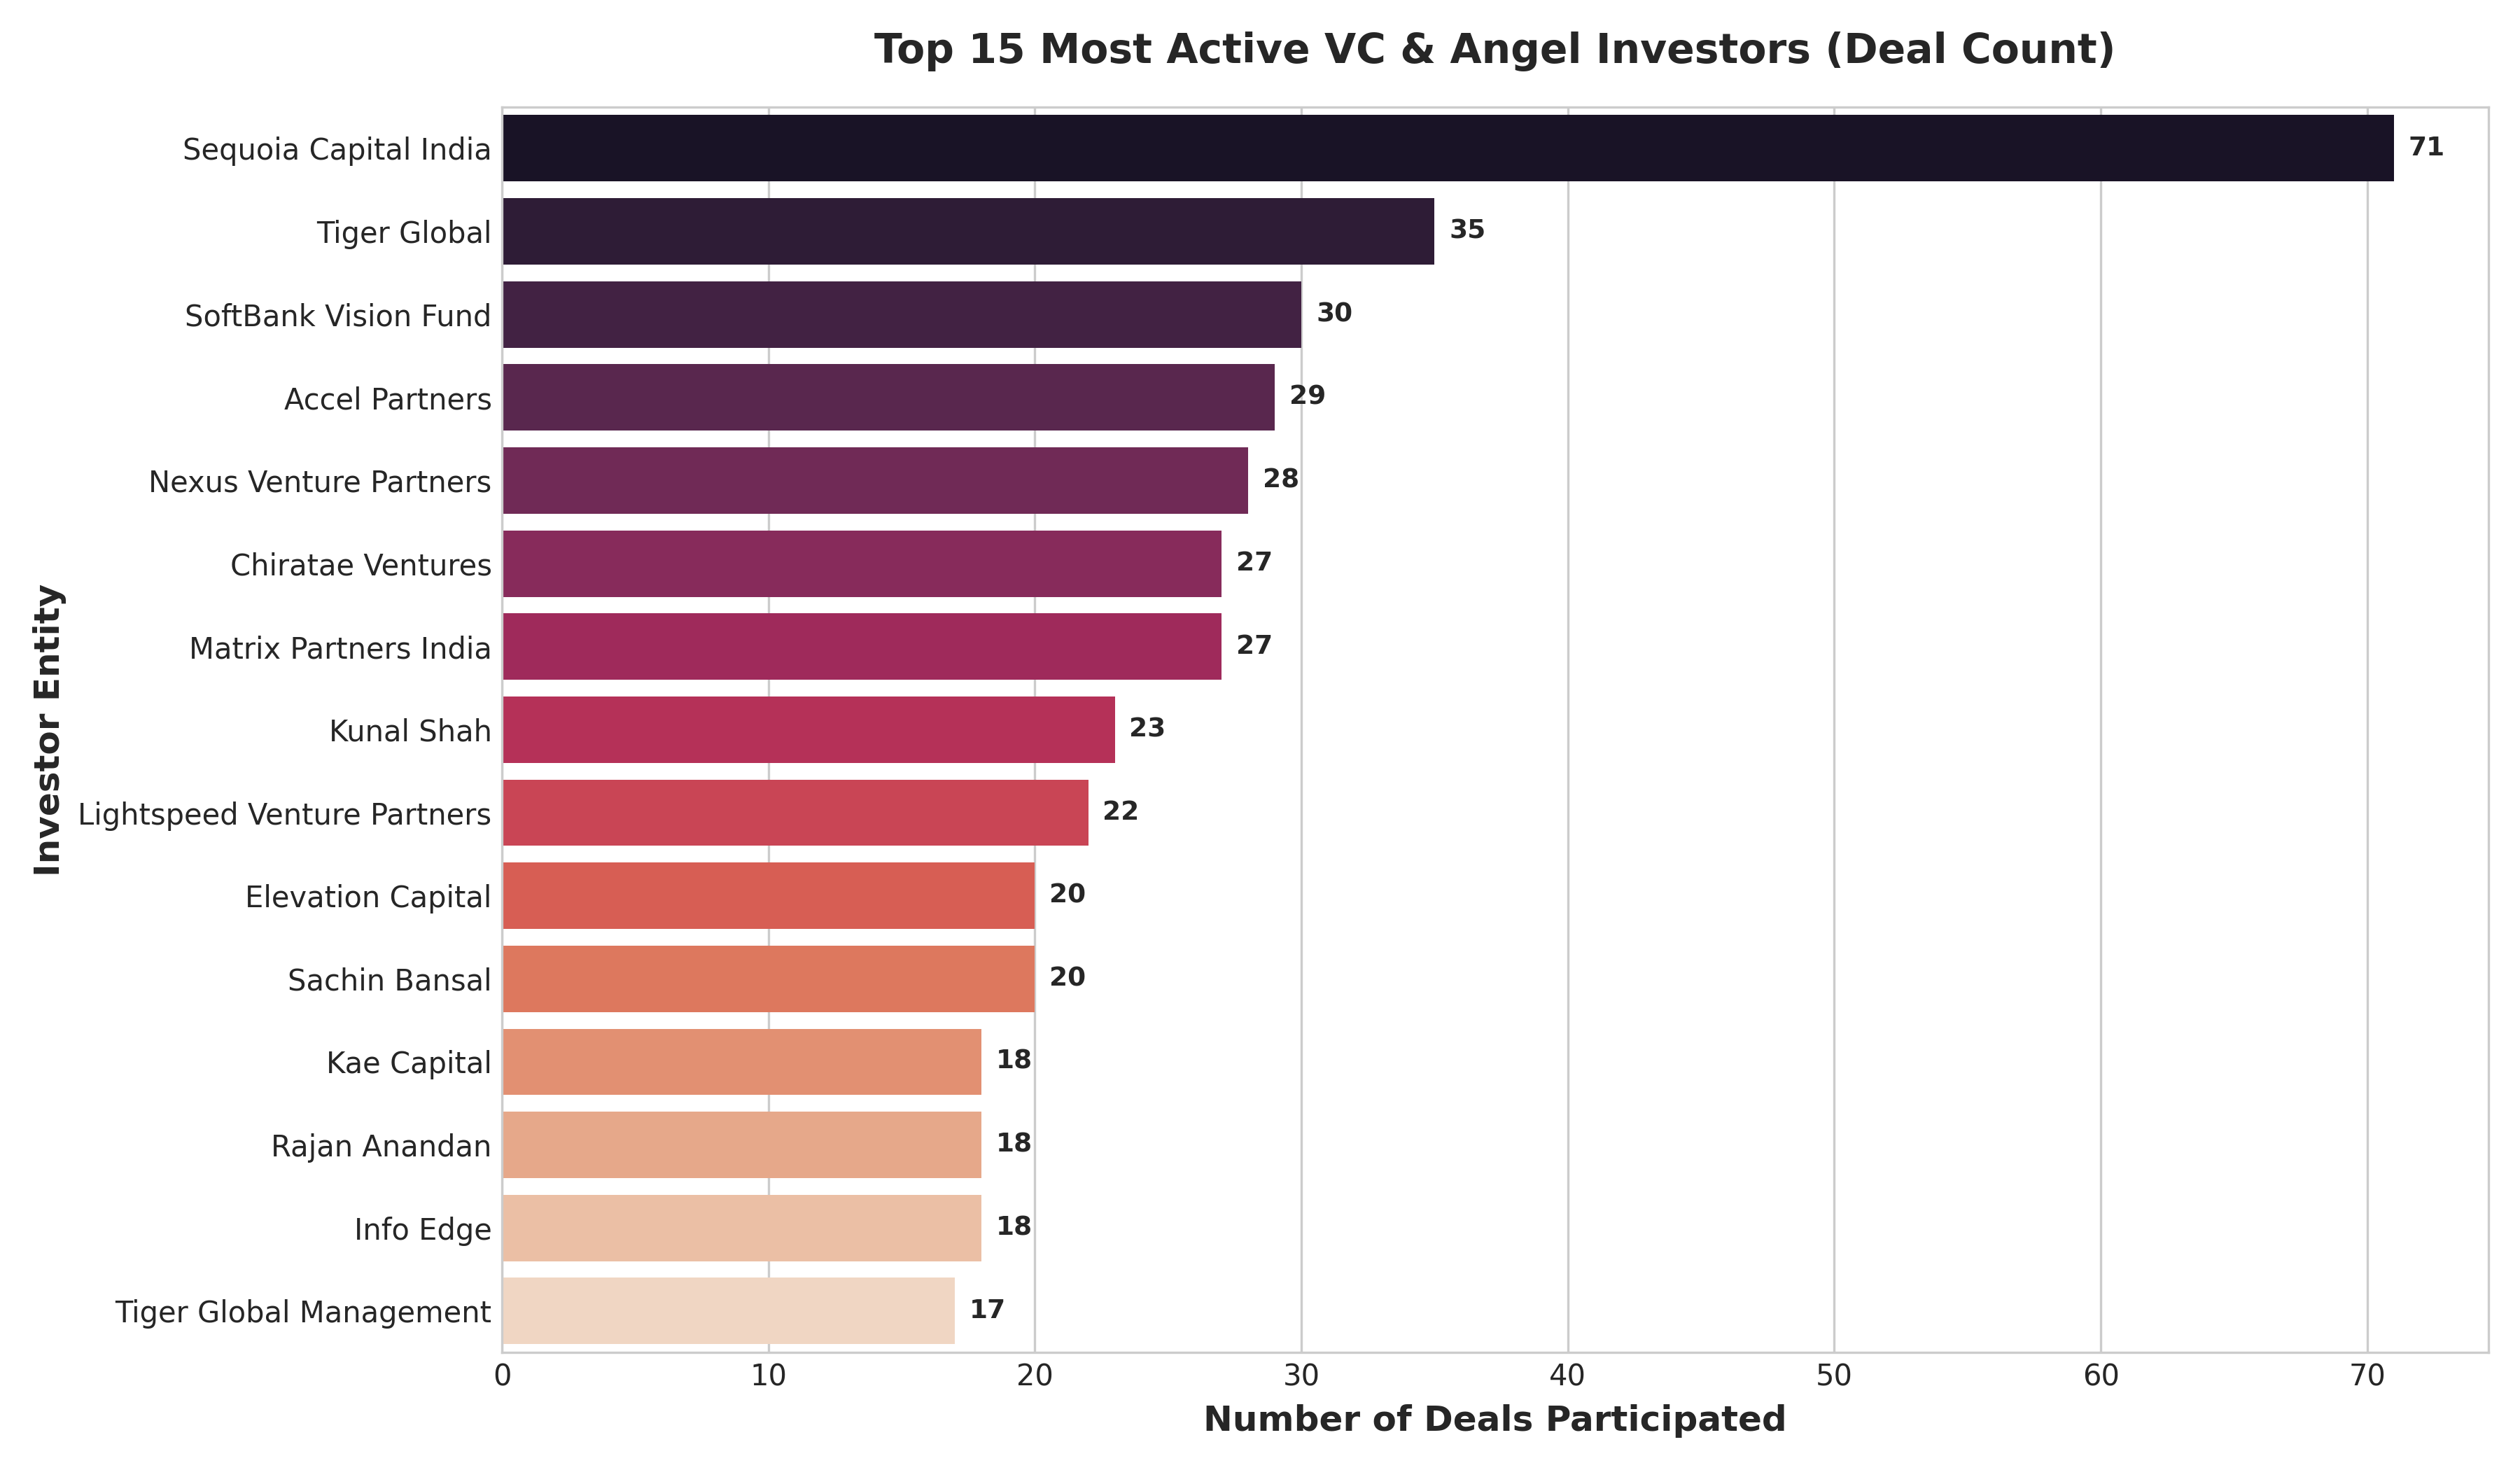 Top 15 Most Active VC & Angel Investors (Deal Count)
Investor Entity
Sequoia Capital India 71
Tiger Global 35
SoftBank Vision Fund 30
Accel Partners 29
Nexus Venture Partners 28
Chiratae Ventures 27
Matrix Partners India 27
Kunal Shah 23
Lightspeed Venture Partners 22
Elevation Capital 20
Sachin Bansal 20
Kae Capital 18
Rajan Anandan 18
Info Edge 18
Tiger Global Management 17
0 10 20 30 40 50 60 70
Number of Deals Participated